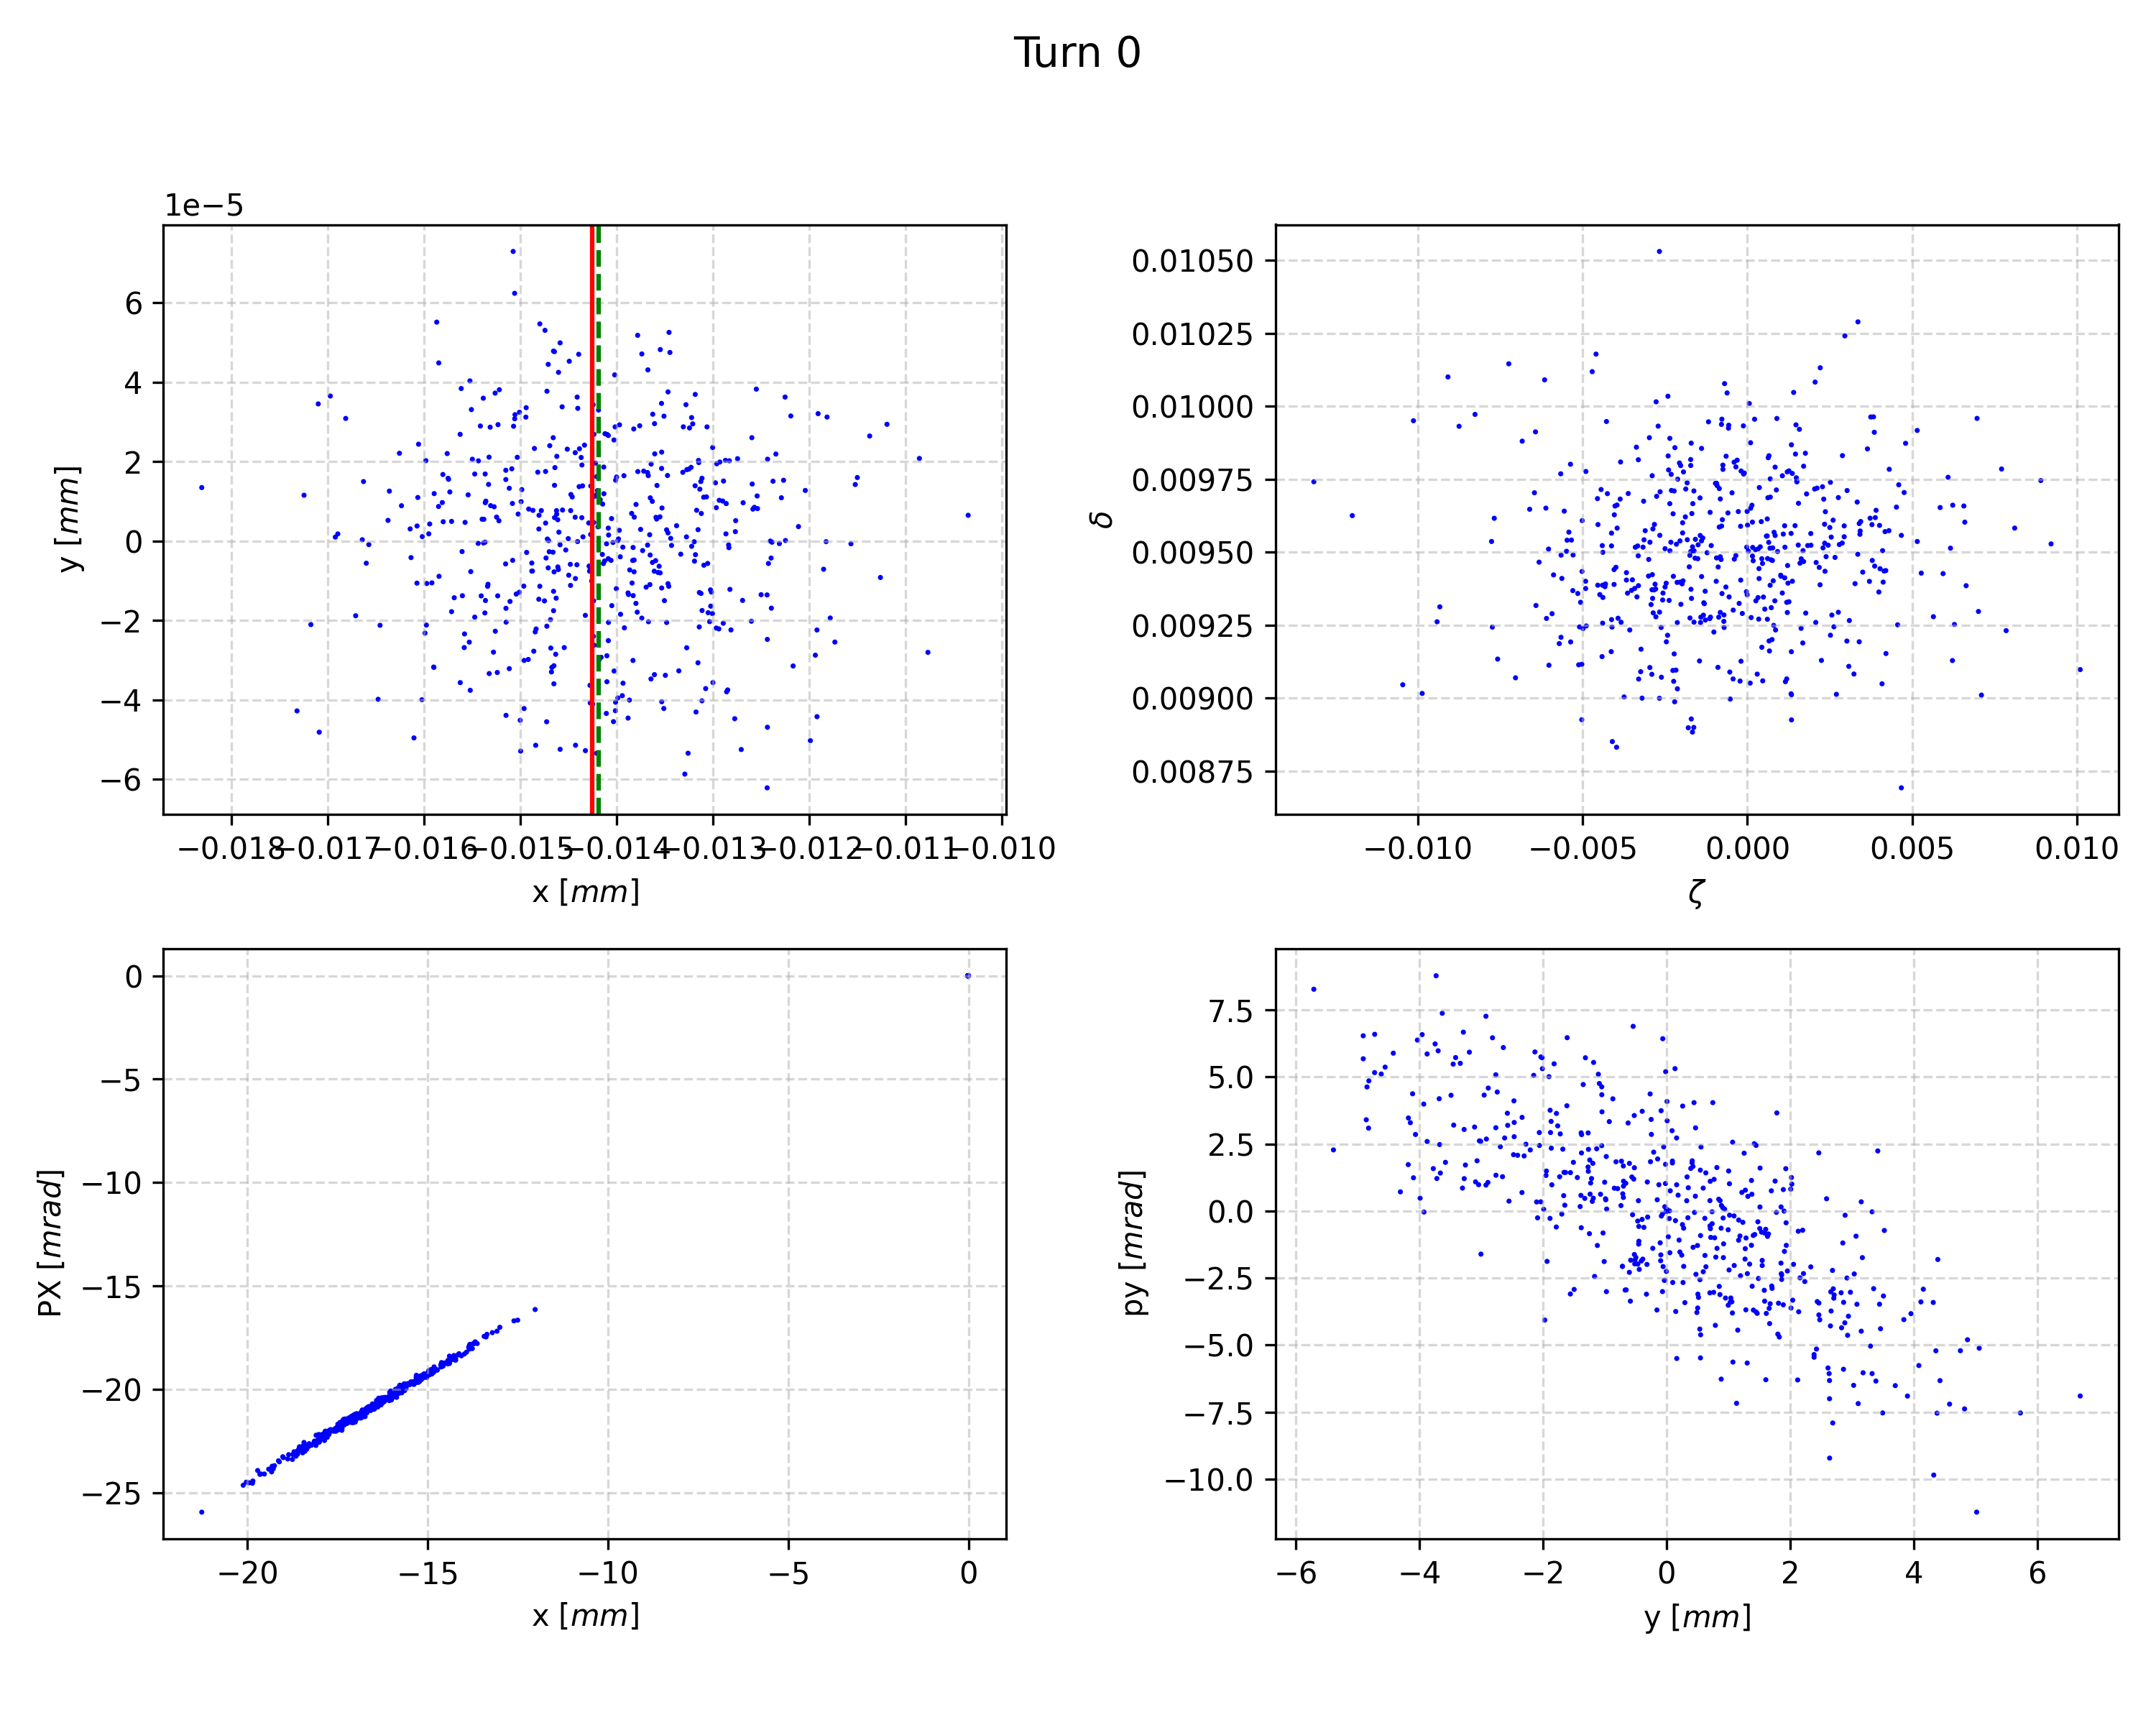 Turn 0
1e−5
6
4
2
0
−2
−4
−6
y [mm]
−0.018 −0.017 −0.016 −0.015 −0.014 −0.013 −0.012 −0.011 −0.010
x [mm]
0.01050
0.01025
0.01000
0.00975
0.00950
0.00925
0.00900
0.00875
δ
−0.010 −0.005 0.000 0.005 0.010
ζ
0
−5
−10
−15
−20
−25
PX [mrad]
−20 −15 −10 −5 0
x [mm]
7.5
5.0
2.5
0.0
−2.5
−5.0
−7.5
−10.0
py [mrad]
−6 −4 −2 0 2 4 6
y [mm]